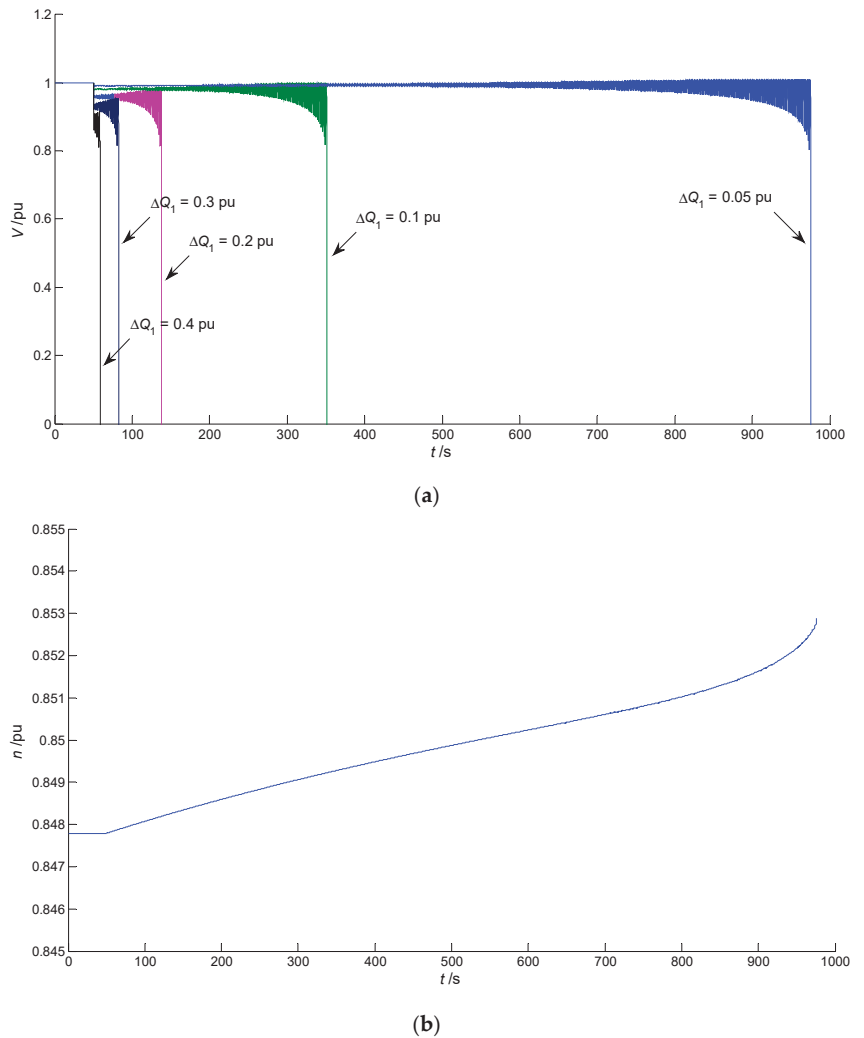 1.2
1
0.8
0.6
0.4
0.2
0
V /pu
ΔQ1 = 0.3 pu
ΔQ1 = 0.2 pu
ΔQ1 = 0.1 pu
ΔQ1 = 0.05 pu
ΔQ1 = 0.4 pu
0 100 200 300 400 500 600 700 800 900 1000
t /s
(a)
0.855
0.854
0.853
0.852
0.851
0.85
0.849
0.848
0.847
0.846
0.845
n /pu
0 100 200 300 400 500 600 700 800 900 1000
t /s
(b)